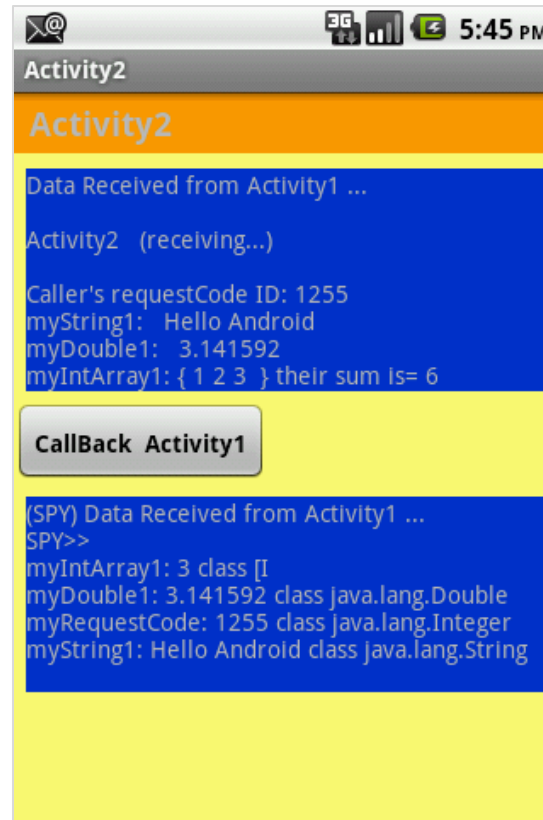 3G 5:45 PM
Activity2
Activity2
Data Received from Activity1 ...
Activity2 (receiving...)
Caller's requestCode ID: 1255
myString1: Hello Android
myDouble1: 3.141592
myIntArray1: { 1 2 3 } their sum is= 6
CallBack Activity1
(SPY) Data Received from Activity1 ...
SPY>>
myIntArray1: 3 class [I
myDouble1: 3.141592 class java.lang.Double
myRequestCode: 1255 class java.lang.Integer
myString1: Hello Android class java.lang.String